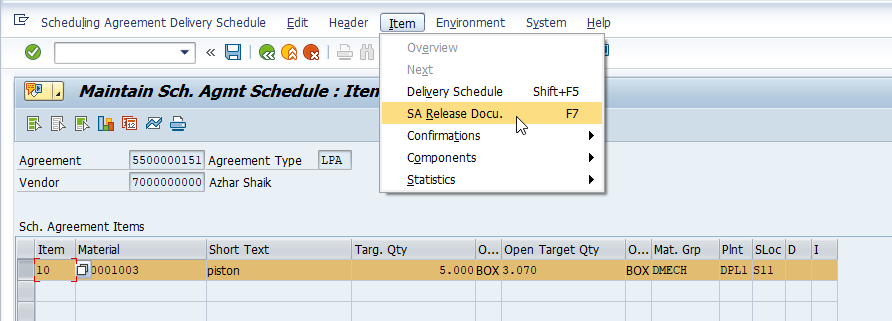 Scheduling Agreement Delivery Schedule Edit Header Item Environment System Help
Maintain Sch. Agmt Schedule : Iten
Overview
Next
Delivery Schedule Shift+F5
SA Release Docu. F7
Confirmations
Components
Statistics
Agreement 5500000151 Agreement Type LPA
Vendor 7000000000 Azhar Shaik
Sch. Agreement Items
Item Material Short Text Targ. Qty O... Open Target Qty O... Mat. Grp Plnt SLoc D I
10 0001003 piston 5.000 BOX 3.070 BOX DMECH DPL1 S11